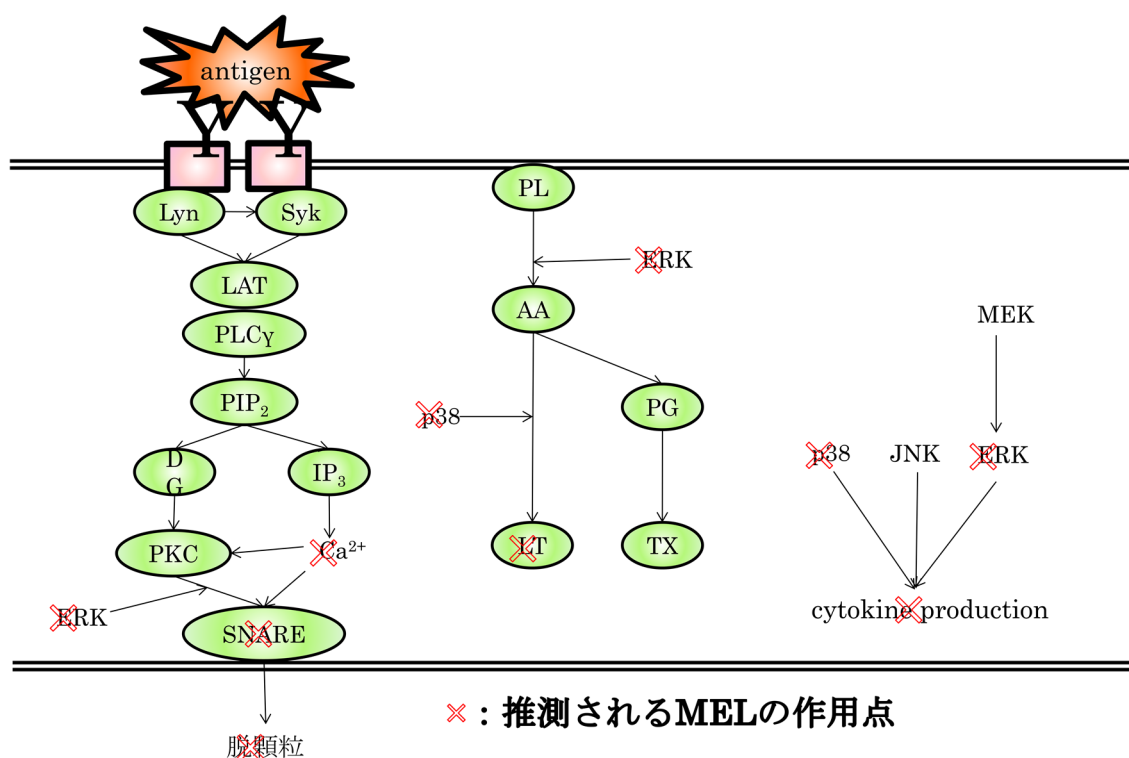 antigen
Lyn
Syk
LAT
PLCγ
PIP₂
D
G
IP₃
PKC
Ca²⁺
ERK
SNARE
脱顆粒
PL
ERK
AA
p38
PG
LT
TX
MEK
p38
JNK
ERK
cytokine production
×：推測されるMELの作用点